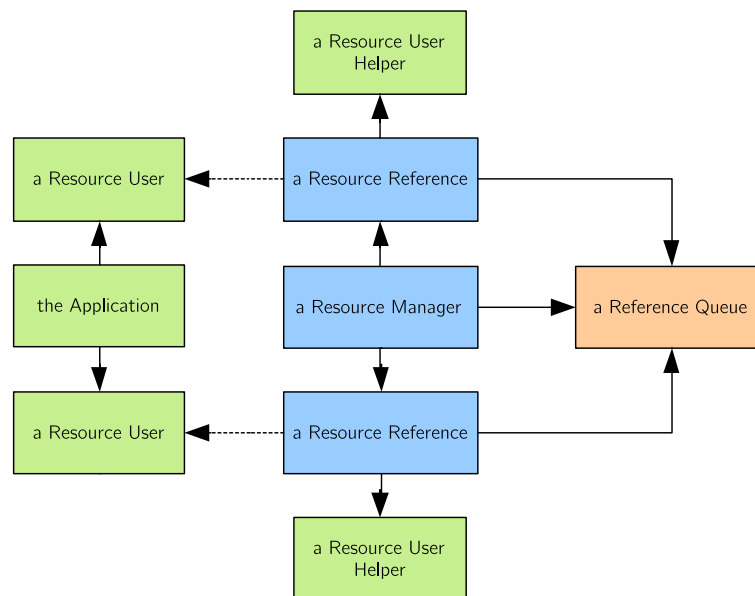 a Resource User
Helper
a Resource User
a Resource Reference
the Application
a Resource Manager
a Reference Queue
a Resource User
a Resource Reference
a Resource User
Helper